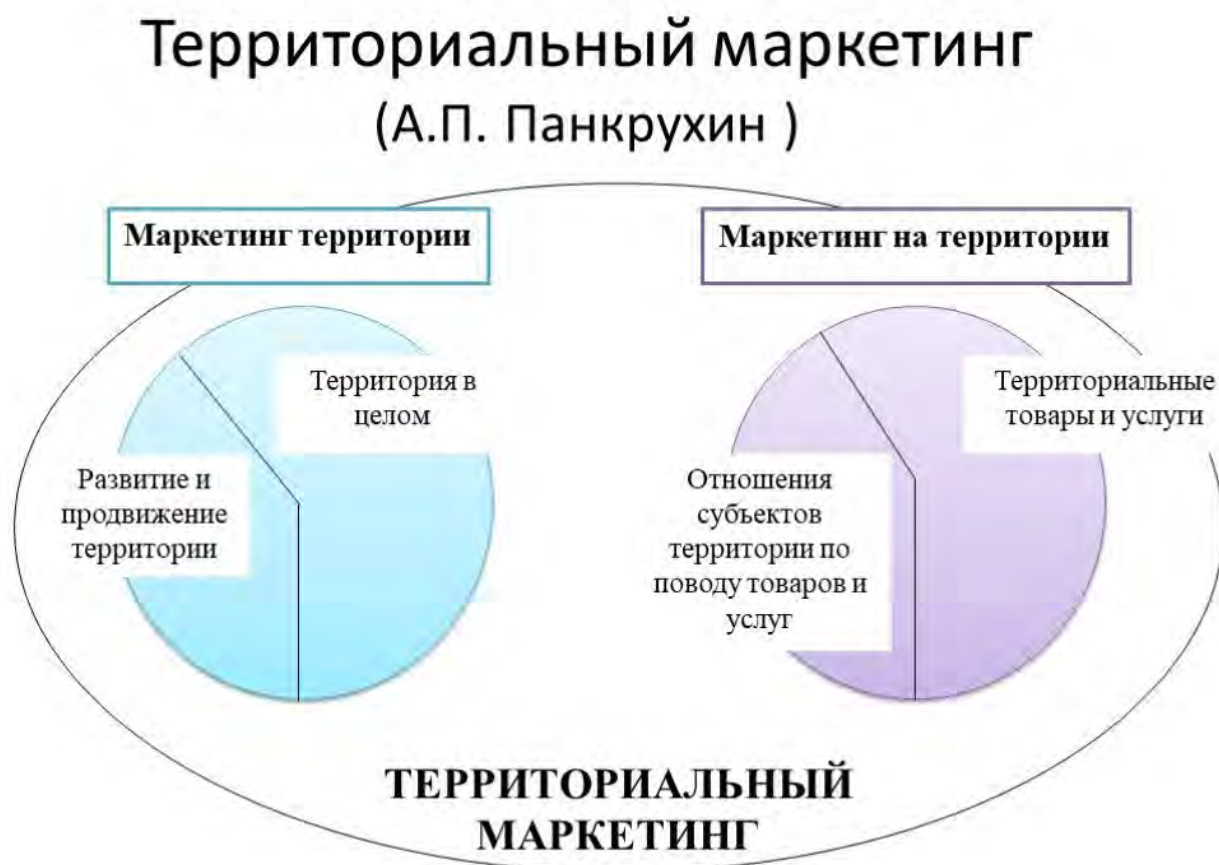 Территориальный маркетинг
(А.П. Панкрухин )
Маркетинг территории
Маркетинг на территории
Территория в
целом
Развитие и
продвижение
территории
Территориальные
товары и услуги
Отношения
субъектов
территории по
поводу товаров и
услуг
ТЕРРИТОРИАЛЬНЫЙ
МАРКЕТИНГ